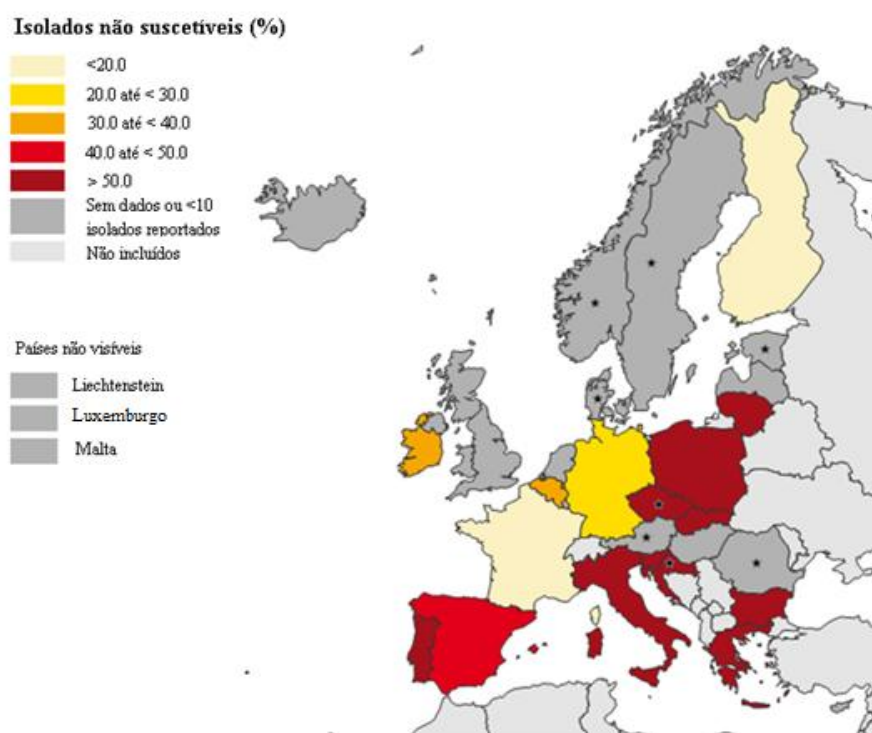 Isolados não suscetíveis (%)
<20.0
20.0 até < 30.0
30.0 até < 40.0
40.0 até < 50.0
> 50.0
Sem dados ou <10
isolados reportados
Não incluídos
Países não visíveis
Liechtenstein
Luxemburgo
Malta